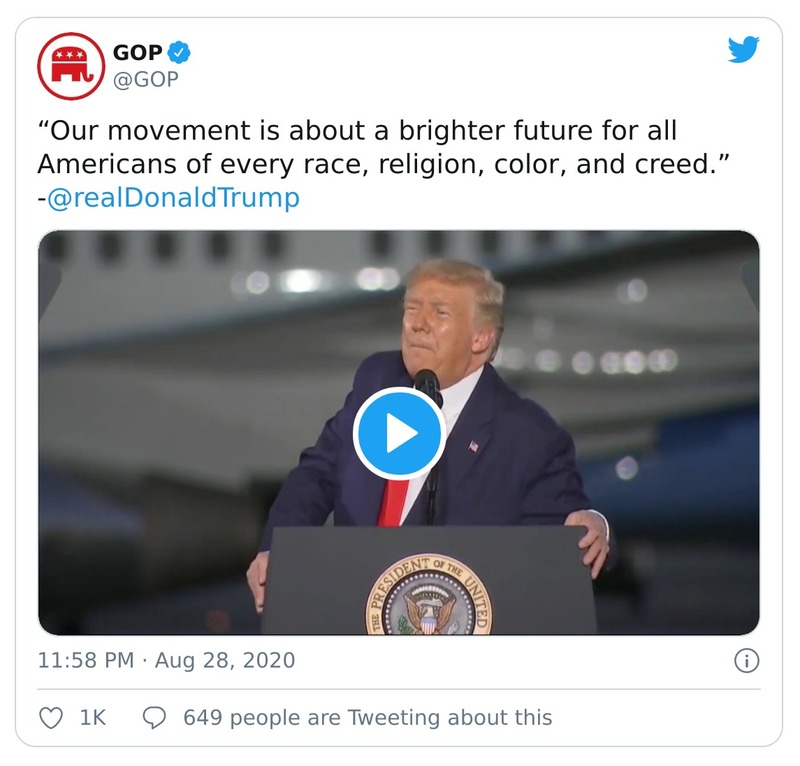 GOP
@GOP
“Our movement is about a brighter future for all
Americans of every race, religion, color, and creed.”
-@realDonaldTrump
THE PRESIDENT OF THE UNITED
11:58 PM · Aug 28, 2020
1K
649 people are Tweeting about this